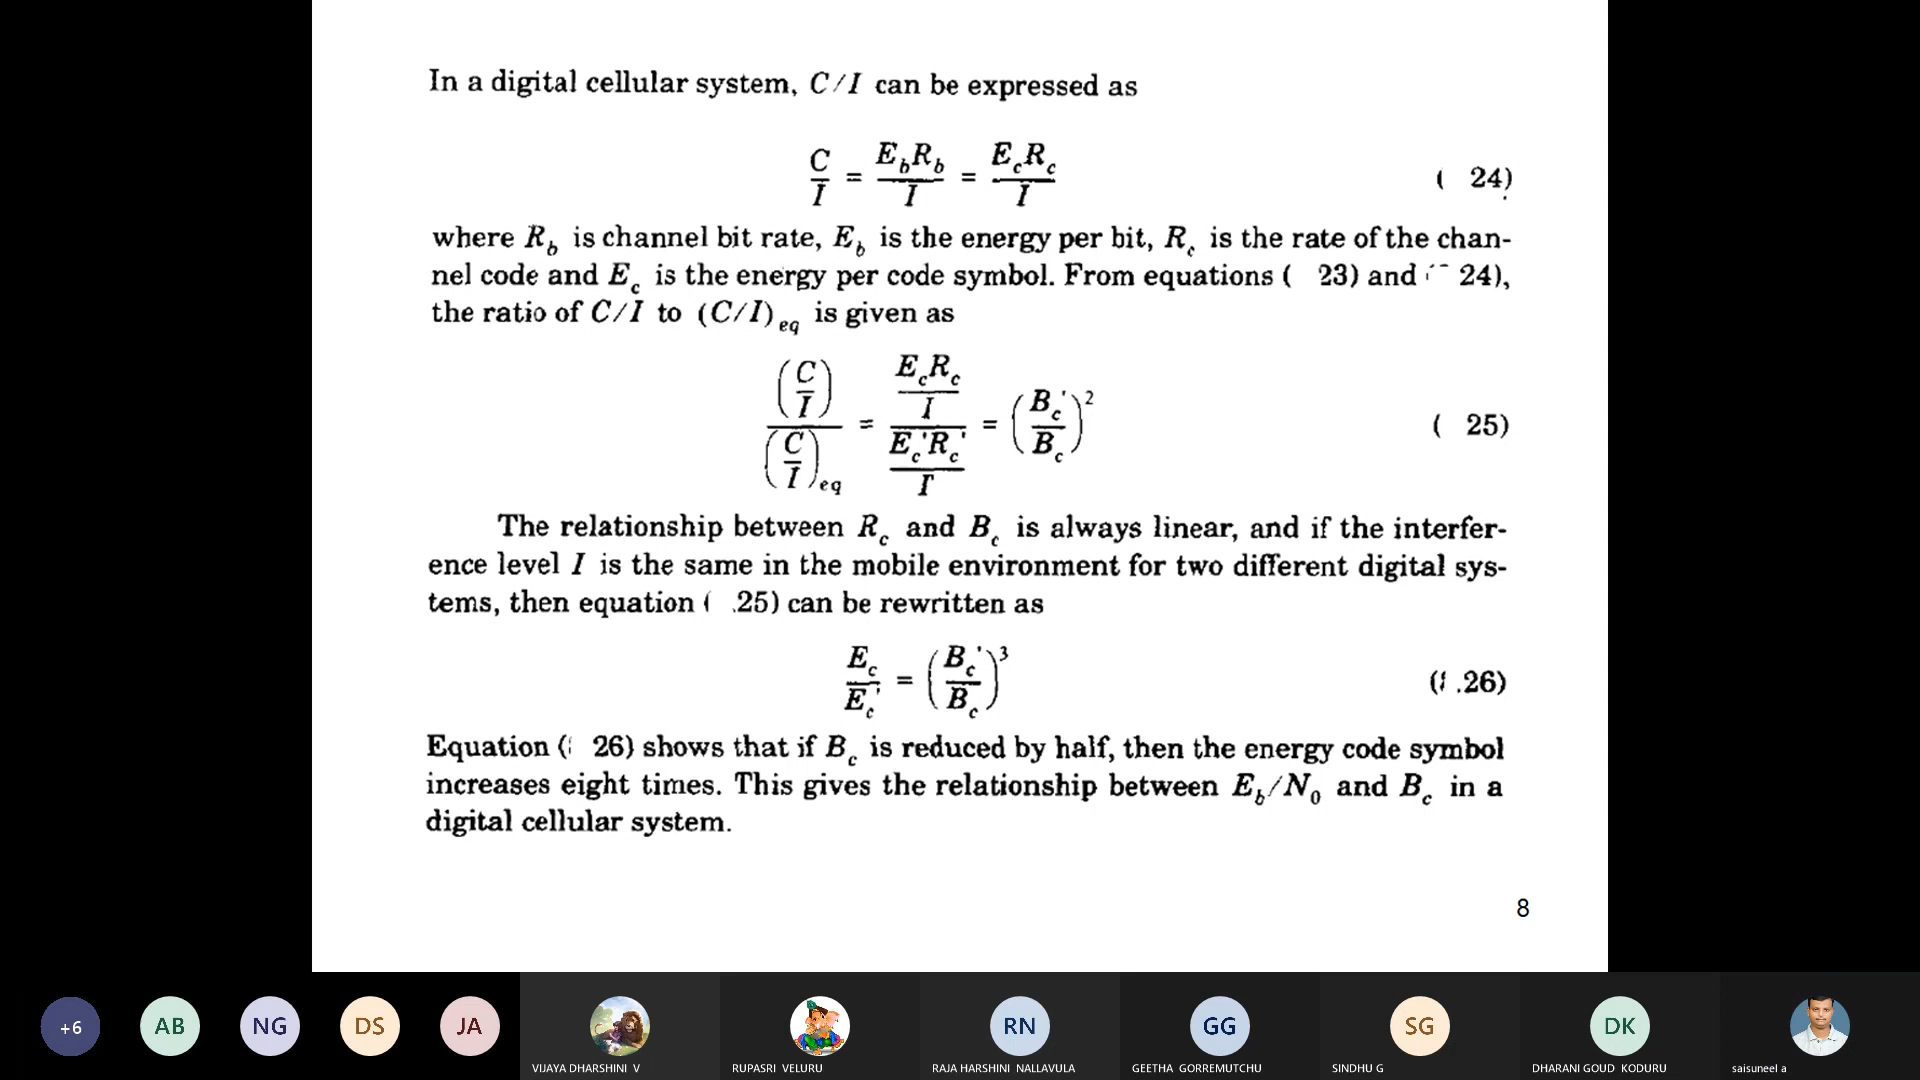 In a digital cellular system, C/I can be expressed as
C/I = E_b R_b / I = E_c R_c / I ( 24)
where R_b is channel bit rate, E_b is the energy per bit, R_c is the rate of the chan-
nel code and E_c is the energy per code symbol. From equations ( 23) and ( 24),
the ratio of C/I to (C/I)_eq is given as
(C/I) / (C/I)_eq = (E_c R_c / I) / (E_c' R_c' / I') = (B_c' / B_c)^2 ( 25)
The relationship between R_c and B_c is always linear, and if the interfer-
ence level I is the same in the mobile environment for two different digital sys-
tems, then equation ( .25) can be rewritten as
E_c / E_c' = (B_c' / B_c)^3 ( .26)
Equation ( 26) shows that if B_c is reduced by half, then the energy code symbol
increases eight times. This gives the relationship between E_b/N_0 and B_c in a
digital cellular system.
8
+6
AB
NG
DS
JA
RN
GG
SG
DK
VIJAYA DHARSHINI V
RUPASRI VELURU
RAJA HARSHINI NALLAVULA
GEETHA GORREMUTCHU
SINDHU G
DHARANI GOUD KODURU
saisuneel a